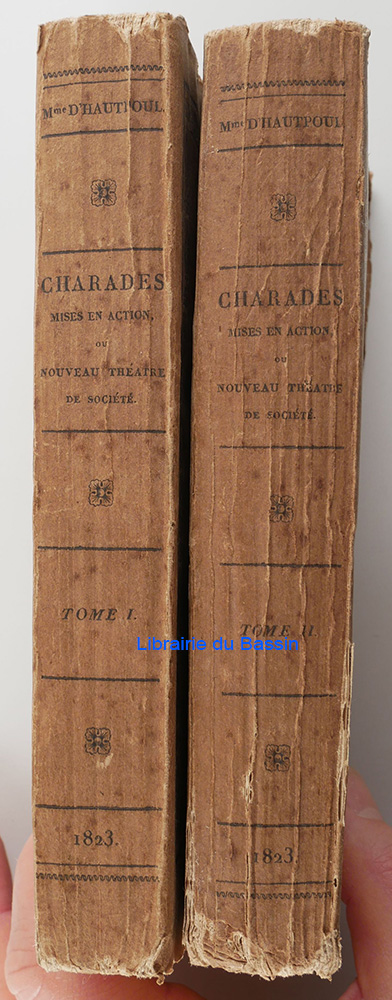 Mme D'HAUTPOUL.
CHARADES
MISES EN ACTION,
OU
NOUVEAU THÉATRE
DE SOCIÉTÉ.
TOME I.
1823.
Mme D'HAUTPOUL
CHARADES
MISES EN ACTION,
OU
NOUVEAU THÉATRE
DE SOCIÉTÉ.
TOME II.
1823.
Librairie du Bassin